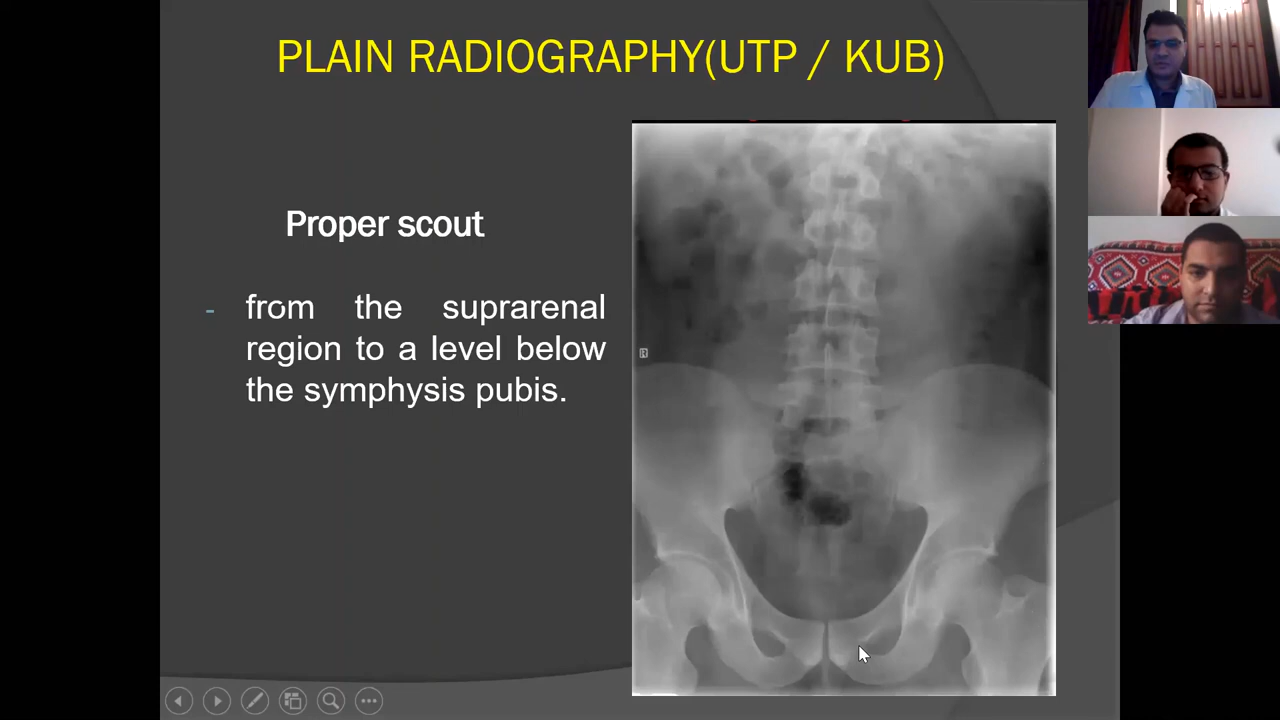 PLAIN RADIOGRAPHY(UTP / KUB)
Proper scout
- from the suprarenal
region to a level below
the symphysis pubis.
R